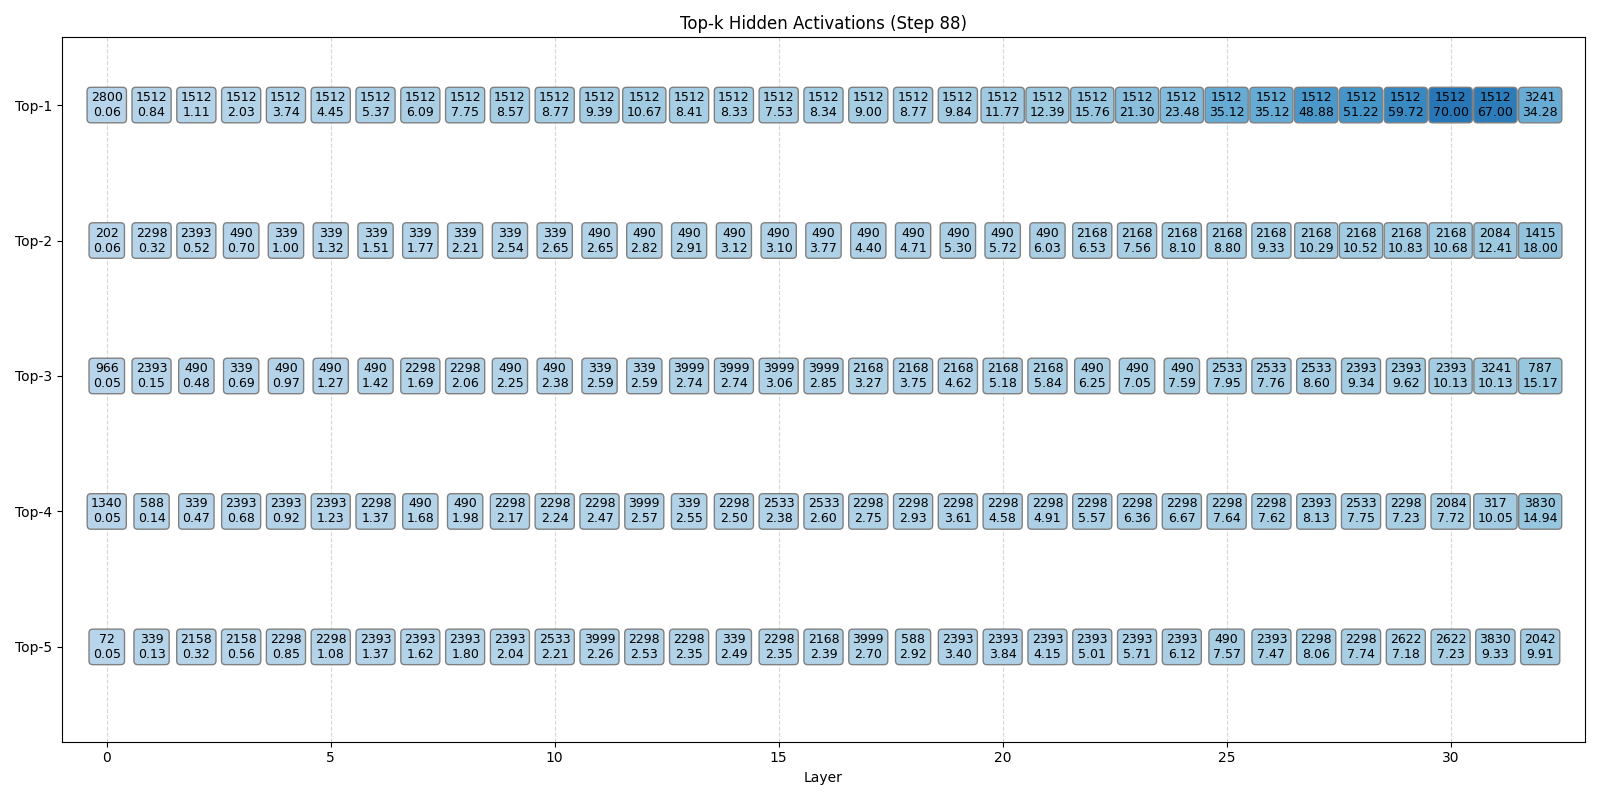 Top-k Hidden Activations (Step 88)
Top-1
2800 1512 1512 1512 1512 1512 1512 1512 1512 1512 1512 1512 1512 1512 1512 1512 1512 1512 1512 1512 1512 1512 1512 1512 1512 1512 1512 1512 1512 1512 1512 1512 3241
0.06 0.84 1.11 2.03 3.74 4.45 5.37 6.09 7.75 8.57 8.77 9.39 10.67 8.41 8.33 7.53 8.34 9.00 8.77 9.84 11.77 12.39 15.76 21.30 23.48 35.12 35.12 48.88 51.22 59.72 70.00 67.00 34.28
Top-2
202 2298 2393 490 339 339 339 339 339 339 339 490 490 490 490 490 490 490 490 490 490 490 2168 2168 2168 2168 2168 2168 2168 2168 2168 2084 1415
0.06 0.32 0.52 0.70 1.00 1.32 1.51 1.77 2.21 2.54 2.65 2.65 2.82 2.91 3.12 3.10 3.77 4.40 4.71 5.30 5.72 6.03 6.53 7.56 8.10 8.80 9.33 10.29 10.52 10.83 10.68 12.41 18.00
Top-3
966 2393 490 339 490 490 490 2298 2298 490 490 339 339 3999 3999 3999 3999 2168 2168 2168 2168 2168 490 490 490 2533 2533 2533 2393 2393 2393 3241 787
0.05 0.15 0.48 0.69 0.97 1.27 1.42 1.69 2.06 2.25 2.38 2.59 2.59 2.74 2.74 3.06 2.85 3.27 3.75 4.62 5.18 5.84 6.25 7.05 7.59 7.95 7.76 8.60 9.34 9.62 10.13 10.13 15.17
Top-4
1340 588 339 2393 2393 2393 2298 490 490 2298 2298 2298 3999 339 2298 2533 2533 2298 2298 2298 2298 2298 2298 2298 2298 2298 2298 2393 2533 2298 2084 317 3830
0.05 0.14 0.47 0.68 0.92 1.23 1.37 1.68 1.98 2.17 2.24 2.47 2.57 2.55 2.50 2.38 2.60 2.75 2.93 3.61 4.58 4.91 5.57 6.36 6.67 7.64 7.62 8.13 7.75 7.23 7.72 10.05 14.94
Top-5
72 339 2158 2158 2298 2298 2393 2393 2393 2393 2533 3999 2298 2298 339 2298 2168 3999 588 2393 2393 2393 2393 2393 2393 490 2393 2298 2298 2622 2622 3830 2042
0.05 0.13 0.32 0.56 0.85 1.08 1.37 1.62 1.80 2.04 2.21 2.26 2.53 2.35 2.49 2.35 2.39 2.70 2.92 3.40 3.84 4.15 5.01 5.71 6.12 7.57 7.47 8.06 7.74 7.18 7.23 9.33 9.91
0 5 10 15 20 25 30
Layer